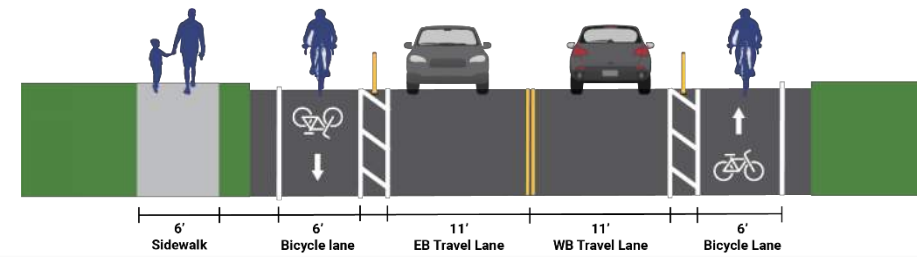 6’ 6’ 11’ 11’ 6’
Sidewalk Bicycle lane EB Travel Lane WB Travel Lane Bicycle Lane